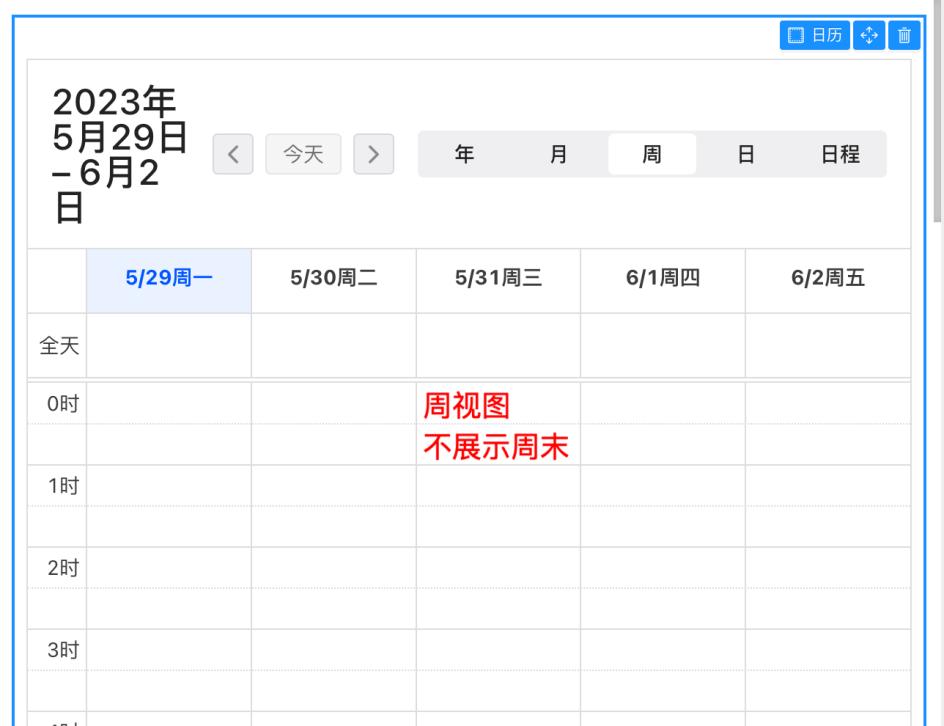 日历
2023年
5月29日
– 6月2
日
今天
年 月 周 日 日程
5/29周一 5/30周二 5/31周三 6/1周四 6/2周五
全天
0时
周视图
不展示周末
1时
2时
3时